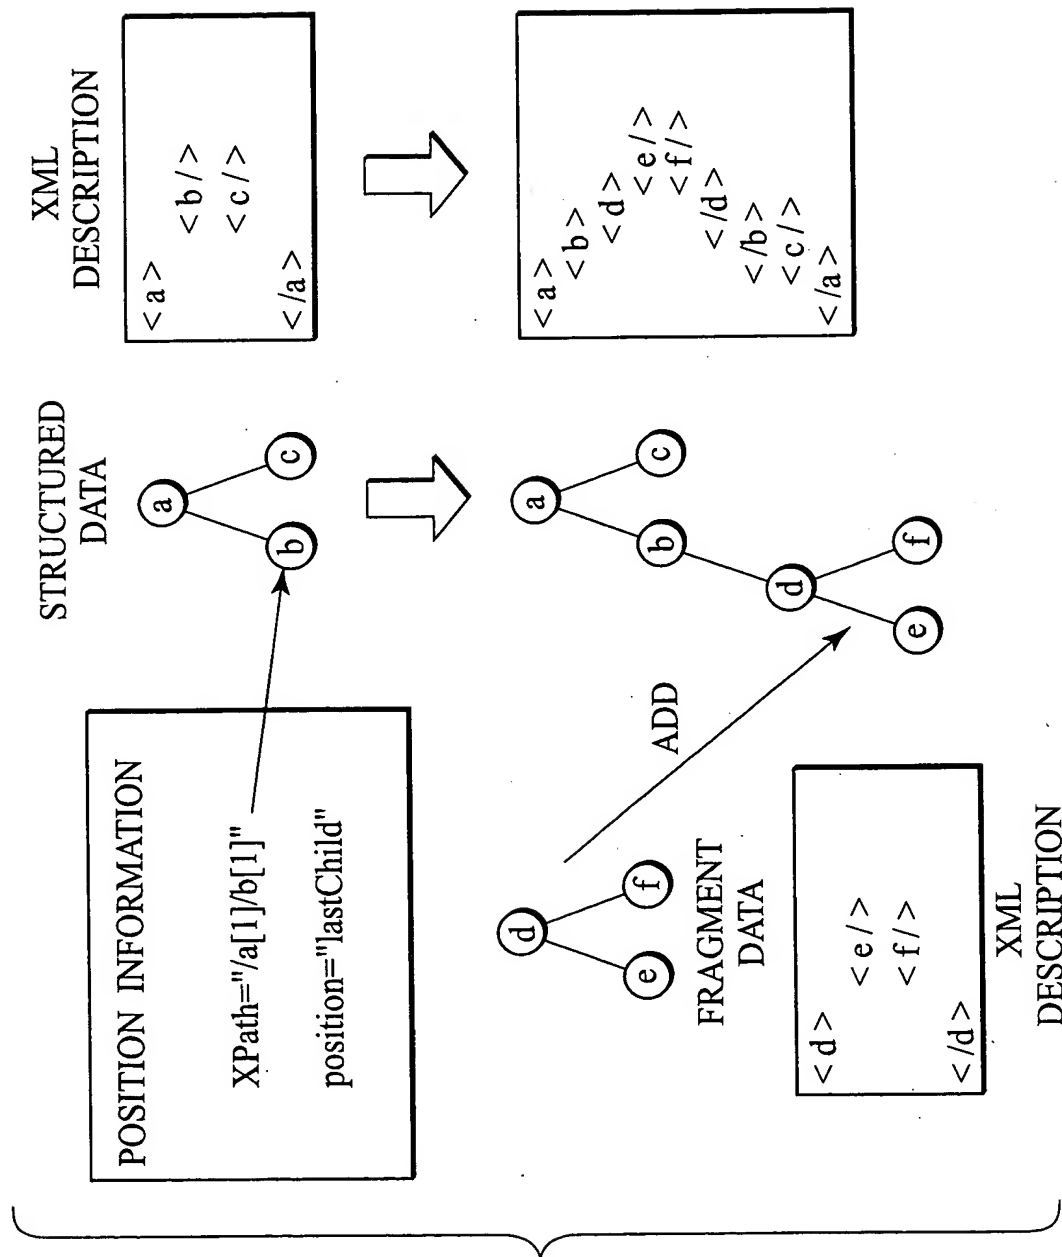 POSITION INFORMATION
XPath="/a[1]/b[1]"
position="lastChild"
STRUCTURED
DATA
a
b
c
XML
DESCRIPTION
<a>
<b/>
<c/>
</a>
d
e
f
FRAGMENT
DATA
ADD
<d>
<e/>
<f/>
</d>
XML
DESCRIPTION
a
b
c
d
e
f
<a>
<b>
<d>
<e/>
<f/>
</d>
</b>
<c/>
</a>